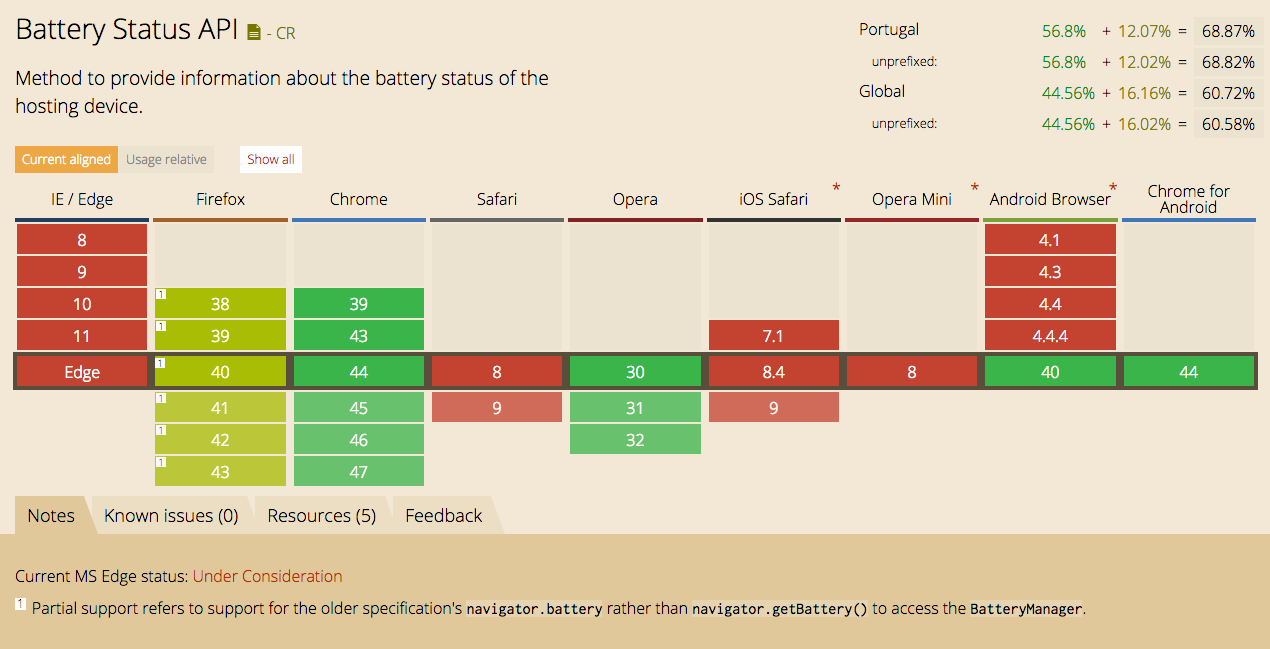 Battery Status API - CR
Method to provide information about the battery status of the
hosting device.
Portugal 56.8% + 12.07% = 68.87%
unprefixed: 56.8% + 12.02% = 68.82%
Global 44.56% + 16.16% = 60.72%
unprefixed: 44.56% + 16.02% = 60.58%
Current aligned Usage relative Show all
IE / Edge Firefox Chrome Safari Opera iOS Safari * Opera Mini * Android Browser * Chrome for
Android
8 4.1
9 4.3
10 1 38 39 4.4
11 1 39 43 7.1 4.4.4
Edge 1 40 44 8 30 8.4 8 40 44
1 41 45 9 31 9
1 42 46 32
1 43 47
Notes Known issues (0) Resources (5) Feedback
Current MS Edge status: Under Consideration
1 Partial support refers to support for the older specification's navigator.battery rather than navigator.getBattery() to access the BatteryManager.